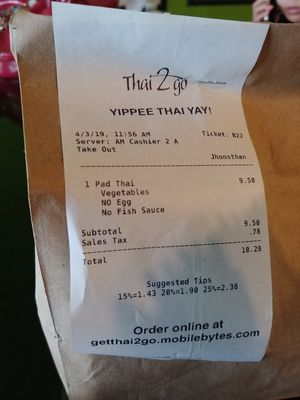 Thai 2 go
YIPPEE THAI YAY!
4/3/19, 11:56 AM Ticket: B22
Server: AM Cashier 2 A
Take Out
Jhonsthan
1 Pad Thai 9.50
Vegetables
NO Egg
No Fish Sauce
Subtotal 9.50
Sales Tax .78
Total 10.28
Suggested Tips
15%=1.43 20%=1.90 25%=2.38
Order online at
getthai2go.mobilebytes.com